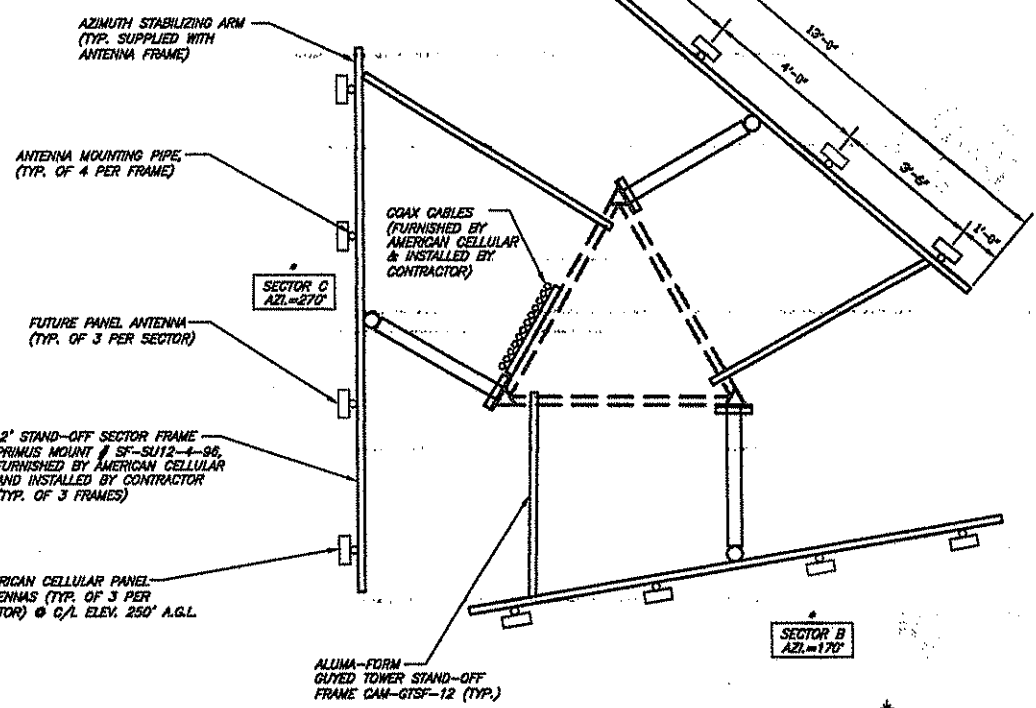 AZIMUTH STABILIZING ARM
(TYP. SUPPLIED WITH
ANTENNA FRAME)
13'-0"
4'-0"
3'-6"
1'-0"
ANTENNA MOUNTING PIPE,
(TYP. OF 4 PER FRAME)
COAX CABLES
(FURNISHED BY
AMERICAN CELLULAR
& INSTALLED BY
CONTRACTOR)
*
SECTOR C
AZI.=270°
FUTURE PANEL ANTENNA
(TYP. OF 3 PER SECTOR)
2' STAND-OFF SECTOR FRAME
PRIMUS MOUNT # SF-SU12-4-96,
FURNISHED BY AMERICAN CELLULAR
AND INSTALLED BY CONTRACTOR
TYP. OF 3 FRAMES)
RICAN CELLULAR PANEL
ENNAS (TYP. OF 3 PER
TOR) @ C/L ELEV. 250' A.G.L.
*
SECTOR B
AZI.=170°
ALUMA-FORM
GUYED TOWER STAND-OFF
FRAME CAM-GTSF-12 (TYP.)